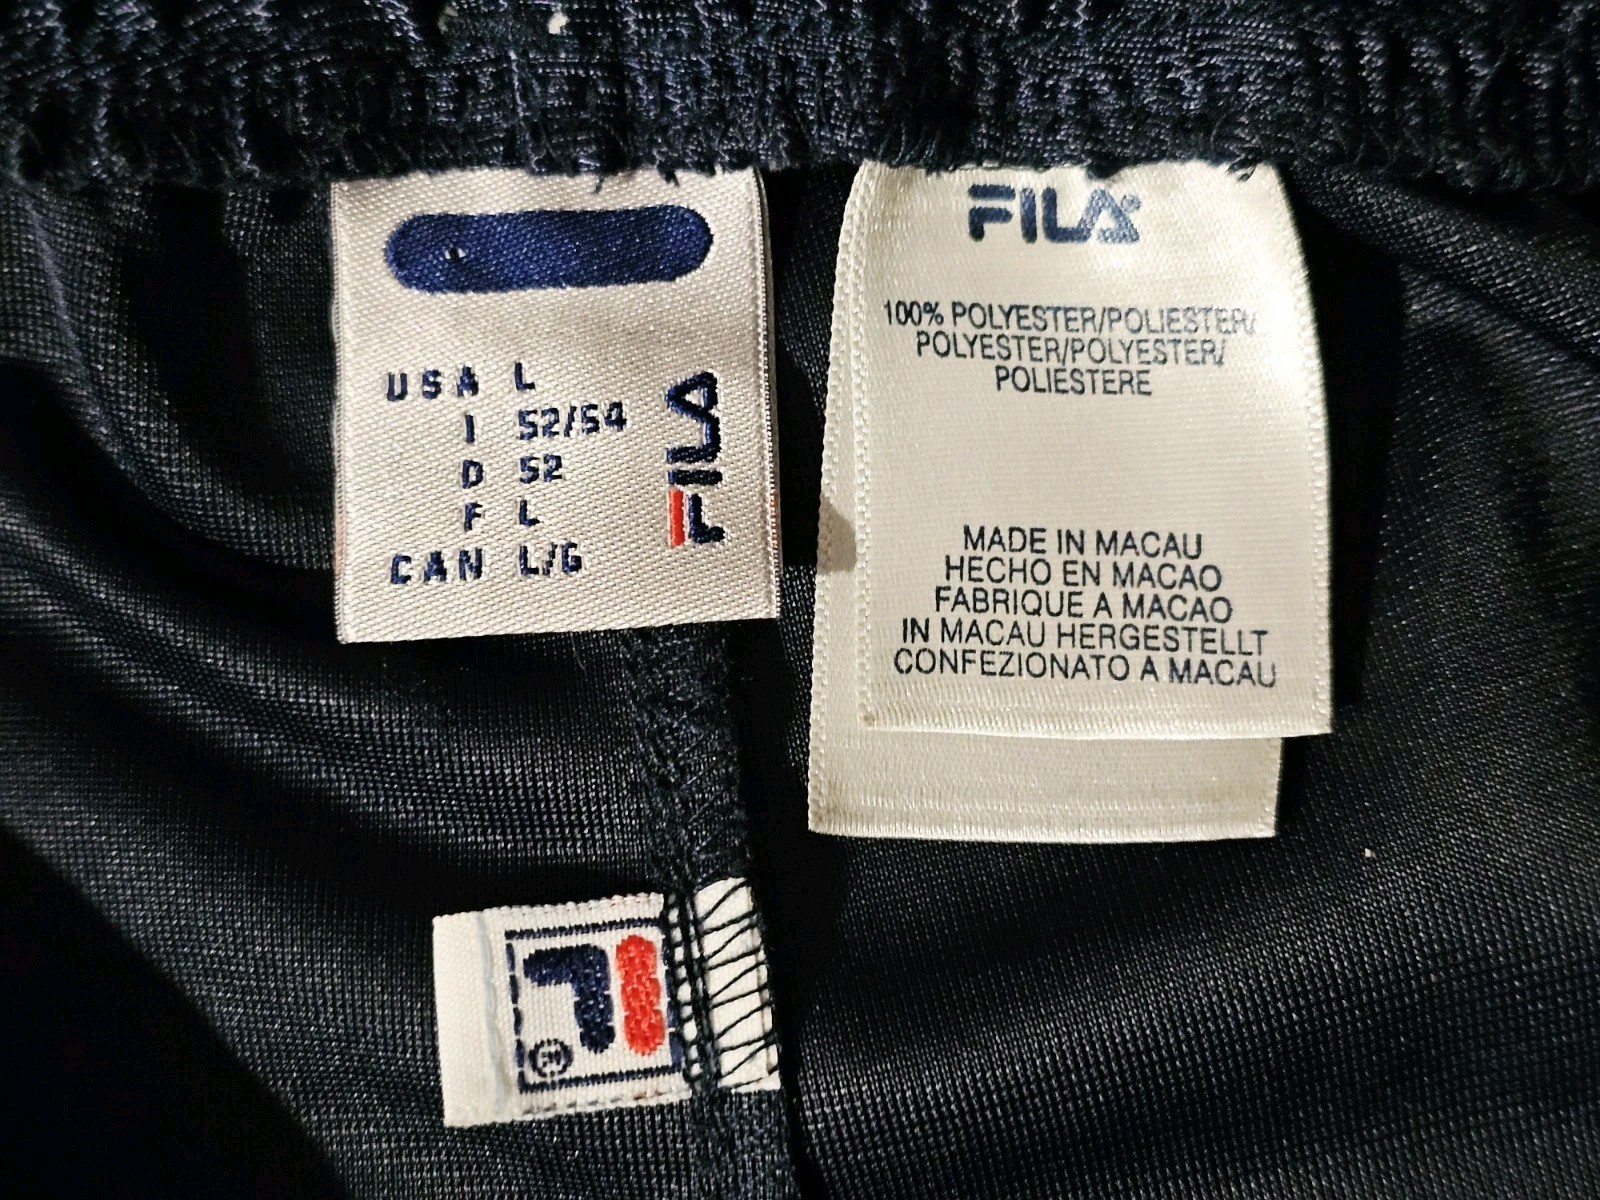 USA L
I 52/54
D 52
F L
CAN L/G
FILA
FILA®
100% POLYESTER/POLIESTER/
POLYESTER/POLYESTER/
POLIESTERE
MADE IN MACAU
HECHO EN MACAO
FABRIQUE A MACAO
IN MACAU HERGESTELLT
CONFEZIONATO A MACAU
F
®